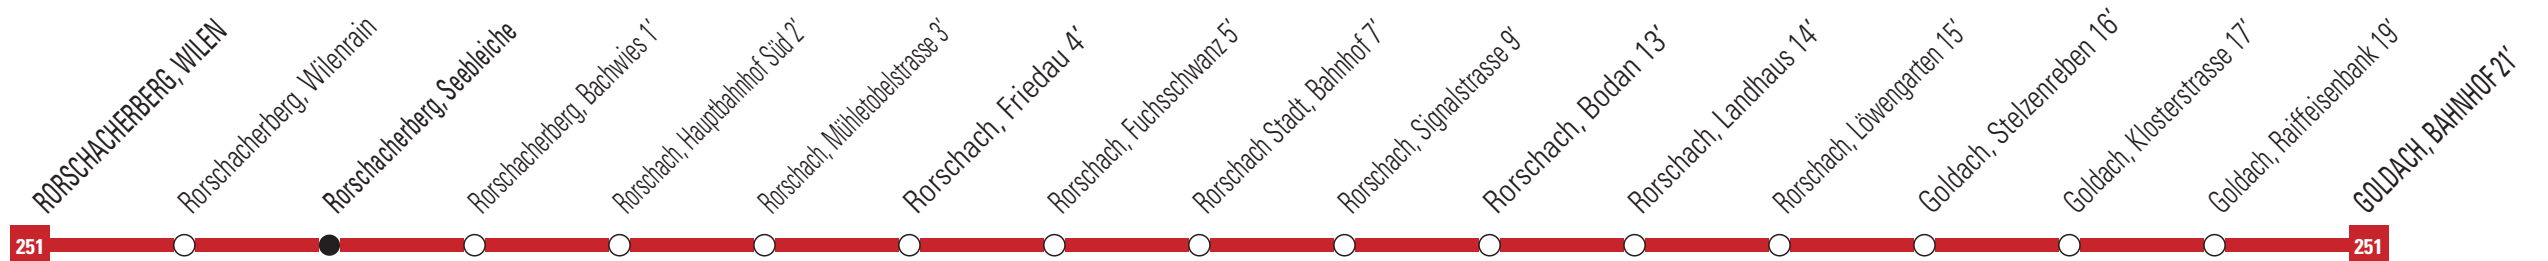 RORSCHACHERBERG, WILEN
Rorschacherberg, Wilenrain
Rorschacherberg, Seebleiche
Rorschacherberg, Bachwies 1'
Rorschach, Hauptbahnhof Süd 2'
Rorschach, Mühletobelstrasse 3'
Rorschach, Friedau 4'
Rorschach, Fuchsschwanz 5'
Rorschach Stadt, Bahnhof 7'
Rorschach, Signalstrasse 9'
Rorschach, Bodan 13'
Rorschach, Landhaus 14'
Rorschach, Löwengarten 15'
Goldach, Stelzenreben 16'
Goldach, Klosterstrasse 17'
Goldach, Raiffeisenbank 19'
GOLDACH, BAHNHOF 21'
251
251